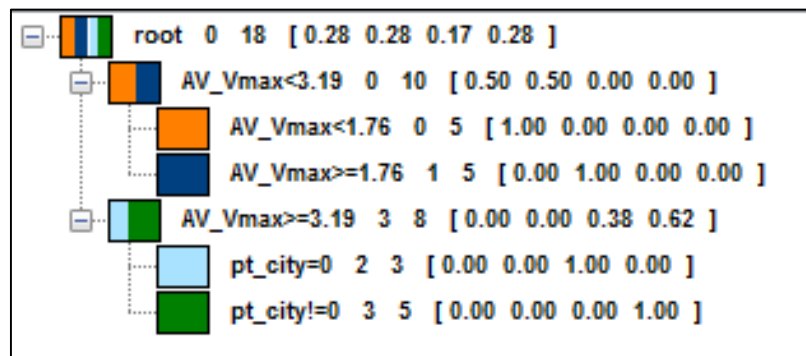 root 0 18 [ 0.28 0.28 0.17 0.28 ]
AV_Vmax<3.19 0 10 [ 0.50 0.50 0.00 0.00 ]
AV_Vmax<1.76 0 5 [ 1.00 0.00 0.00 0.00 ]
AV_Vmax>=1.76 1 5 [ 0.00 1.00 0.00 0.00 ]
AV_Vmax>=3.19 3 8 [ 0.00 0.00 0.38 0.62 ]
pt_city=0 2 3 [ 0.00 0.00 1.00 0.00 ]
pt_city!=0 3 5 [ 0.00 0.00 0.00 1.00 ]